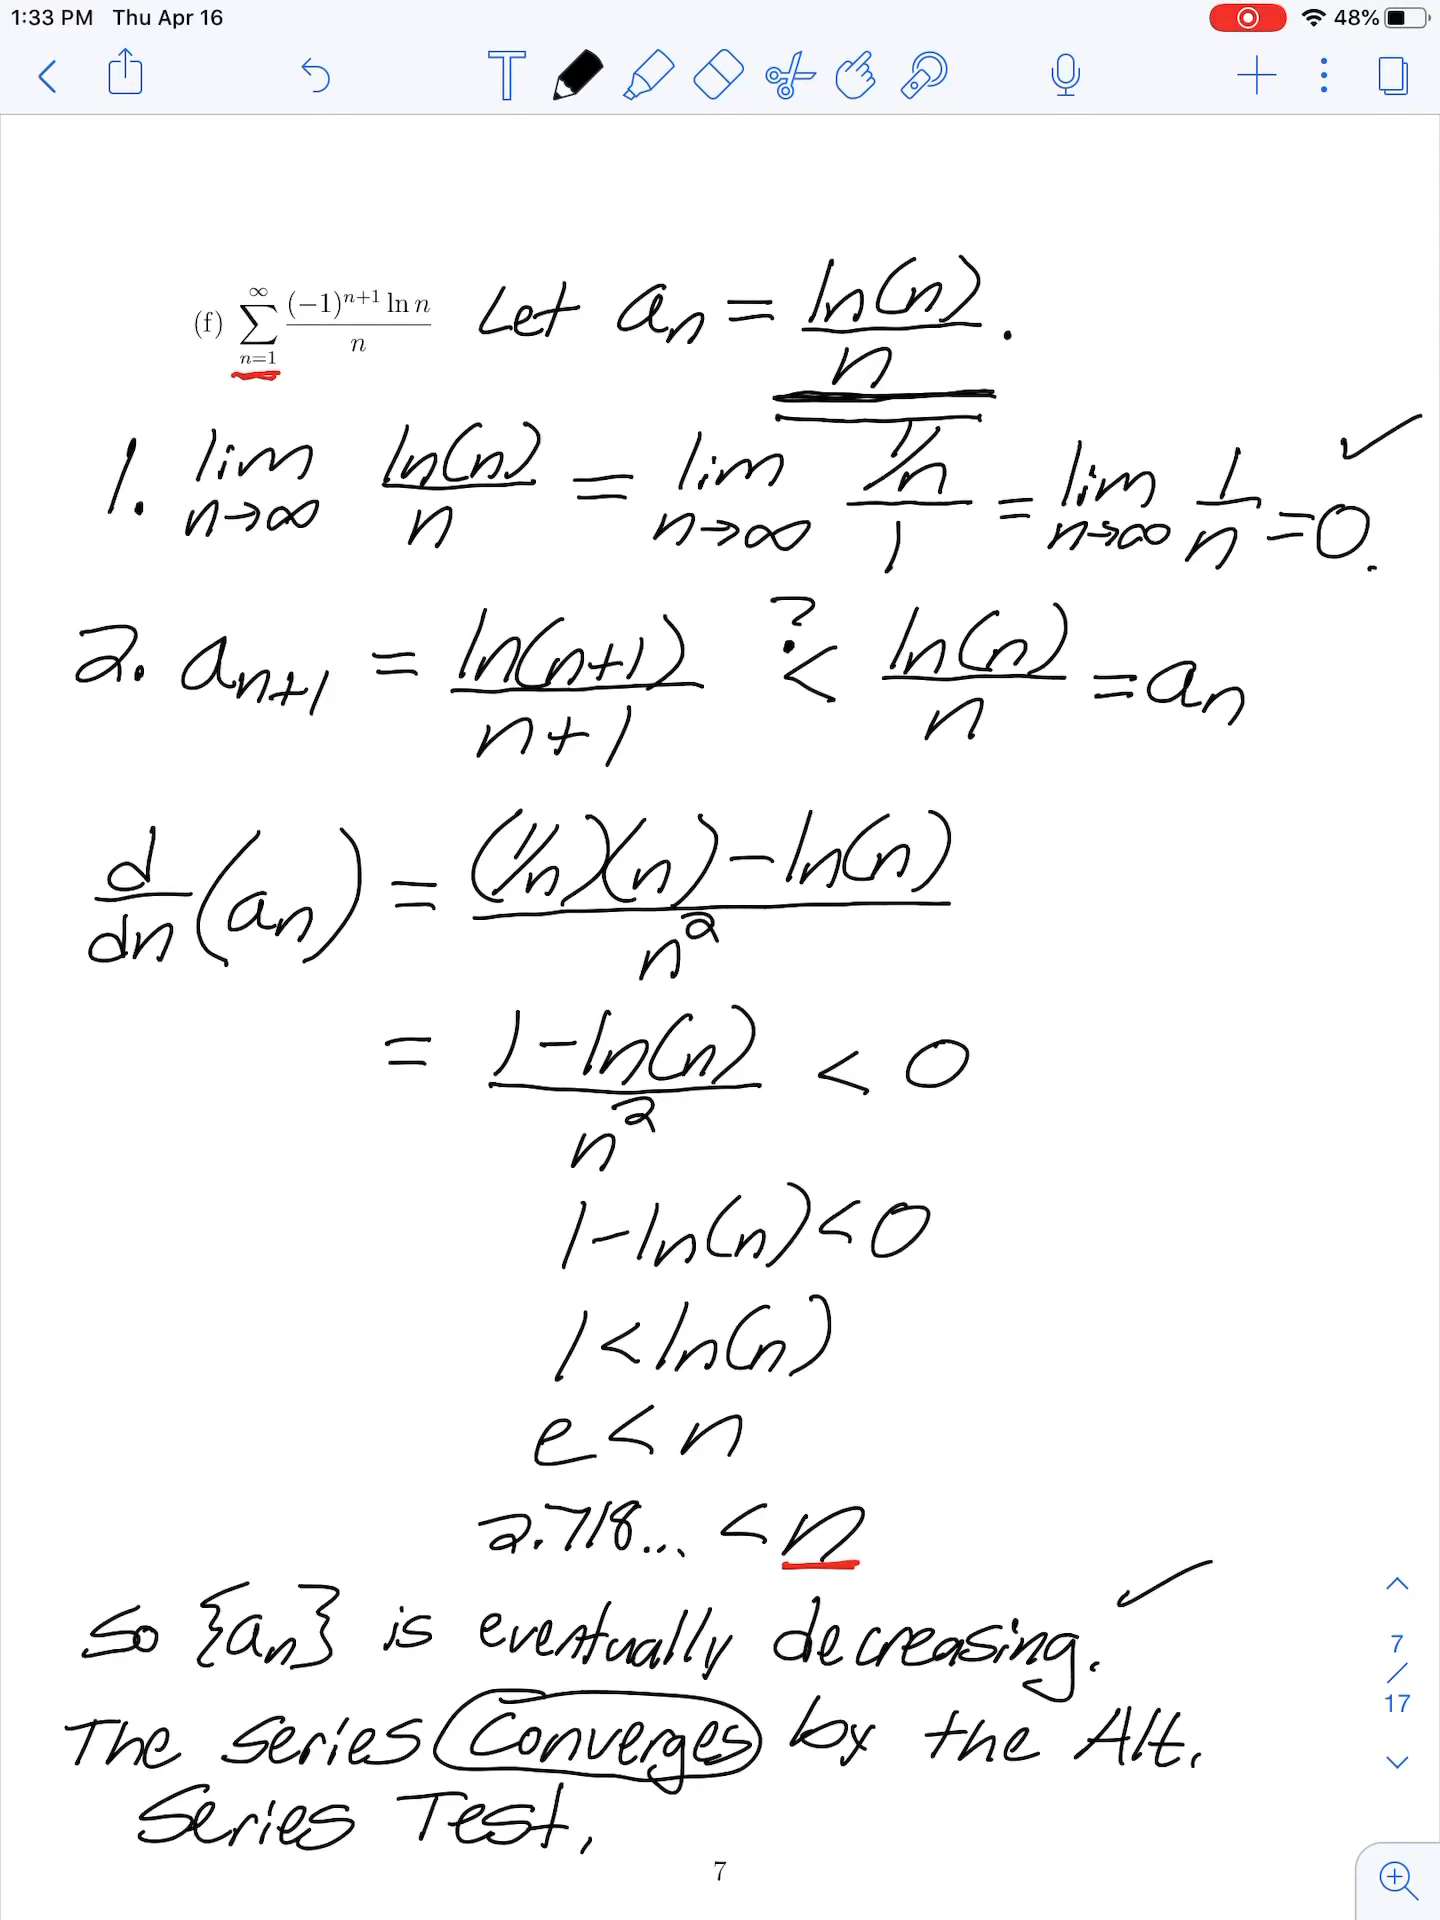 1:33 PM Thu Apr 16 48%
(f) ∑_{n=1}^{∞} (-1)^{n+1} ln n / n Let a_n = ln(n)/n .
1. lim_{n→∞} ln(n)/n = lim_{n→∞} (1/n)/1 = lim_{n→∞} 1/n = 0. ✓
2. a_{n+1} = ln(n+1)/(n+1) ?< ln(n)/n = a_n
d/dn (a_n) = ((1/n)(n) - ln(n))/n²
= (1 - ln(n))/n² < 0
1 - ln(n) < 0
1 < ln(n)
e < n
2.718... < n
So {a_n} is eventually decreasing. ✓
The series Converges by the Alt.
Series Test.
7
/
17
7